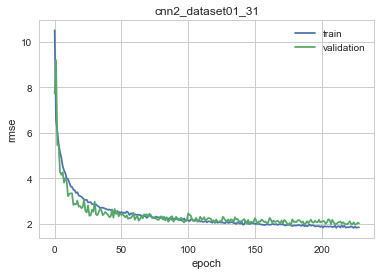 cnn2_dataset01_31
train
validation
rmse
10
8
6
4
2
0 50 100 150 200
epoch